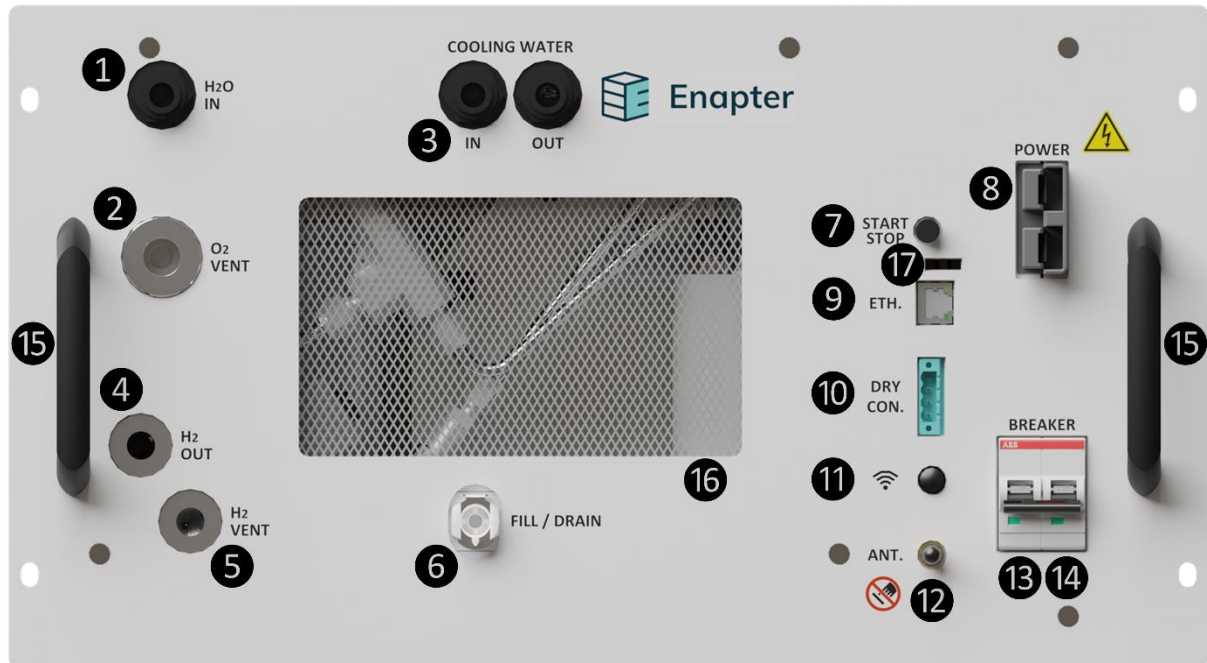 1
H2O
IN
COOLING WATER
3
IN
OUT
Enapter
POWER
8
2
O2
VENT
7
START
STOP
17
9
ETH.
15
15
4
H2
OUT
10
DRY
CON.
BREAKER
ABB
16
11
5
H2
VENT
6
FILL / DRAIN
ANT.
12
13
14